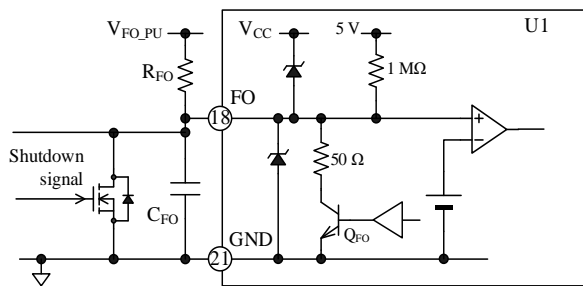 U1
V_FO_PU
V_CC
5 V
R_FO
1 MΩ
FO
18
+
−
Shutdown
signal
50 Ω
C_FO
Q_FO
GND
21